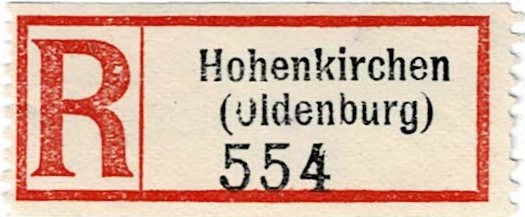 R
Hohenkirchen
(Oldenburg)
554